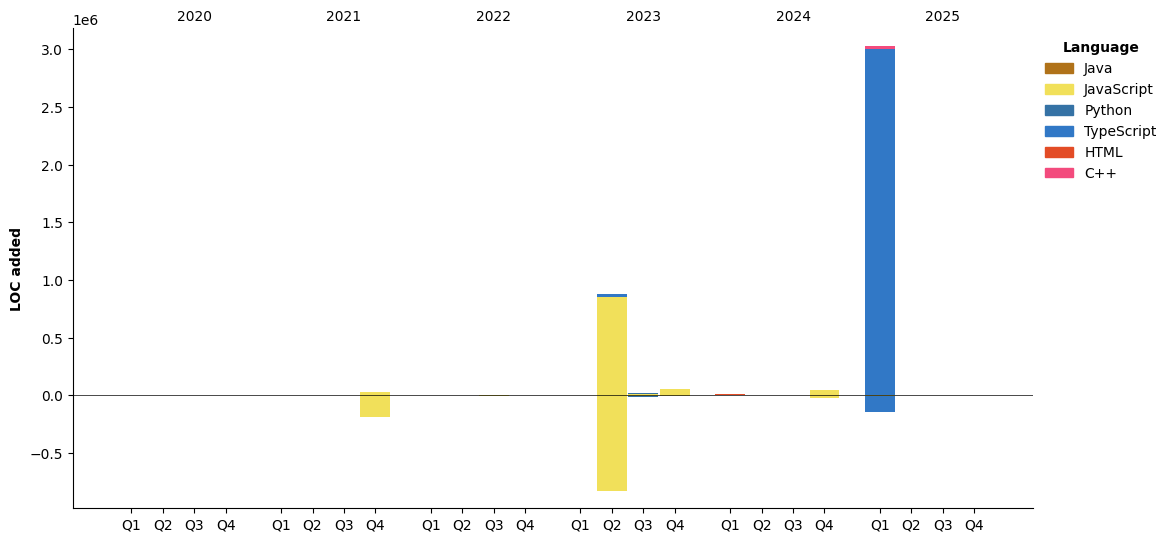 1e6
2020 2021 2022 2023 2024 2025
3.0
2.5
2.0
1.5
1.0
0.5
0.0
−0.5
LOC added
Q1 Q2 Q3 Q4 Q1 Q2 Q3 Q4 Q1 Q2 Q3 Q4 Q1 Q2 Q3 Q4 Q1 Q2 Q3 Q4 Q1 Q2 Q3 Q4
Language
Java
JavaScript
Python
TypeScript
HTML
C++